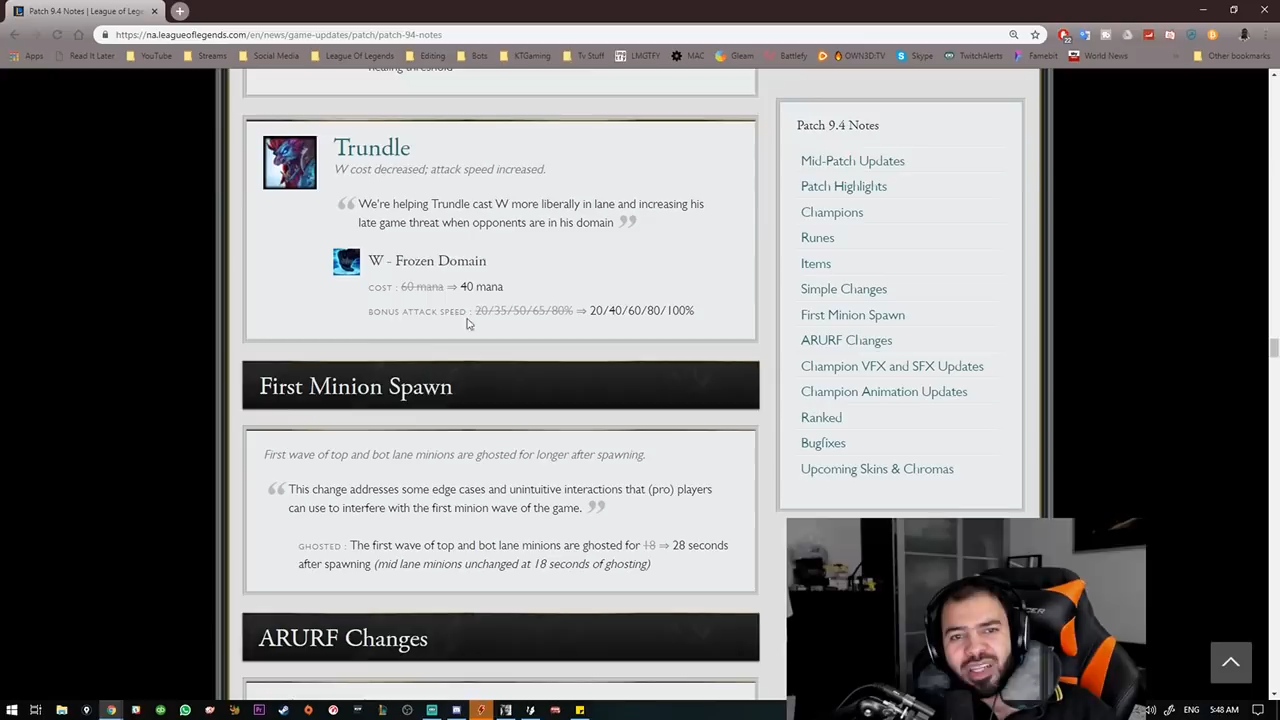 Patch 9.4 Notes | League of Lege
https://na.leagueoflegends.com/en/news/game-updates/patch/patch-94-notes
22
Apps
Read It Later
YouTube
Streams
Social Media
League Of Legends
Editing
Bots
KTGaming
Tv Stuff
LMGTFY
MAC
Gleam
Battlefy
OWN3D:TV
Skype
TwitchAlerts
Famebit
World News
Other bookmarks
healing threshold
Trundle
W cost decreased; attack speed increased.
We're helping Trundle cast W more liberally in lane and increasing his
late game threat when opponents are in his domain
W - Frozen Domain
COST : 60 mana ⇒ 40 mana
BONUS ATTACK SPEED : 20/35/50/65/80% ⇒ 20/40/60/80/100%
First Minion Spawn
First wave of top and bot lane minions are ghosted for longer after spawning.
This change addresses some edge cases and unintuitive interactions that (pro) players
can use to interfere with the first minion wave of the game.
GHOSTED : The first wave of top and bot lane minions are ghosted for 18 ⇒ 28 seconds
after spawning (mid lane minions unchanged at 18 seconds of ghosting)
ARURF Changes
Patch 9.4 Notes
Mid-Patch Updates
Patch Highlights
Champions
Runes
Items
Simple Changes
First Minion Spawn
ARURF Changes
Champion VFX and SFX Updates
Champion Animation Updates
Ranked
Bugfixes
Upcoming Skins & Chromas
ENG
5:48 AM